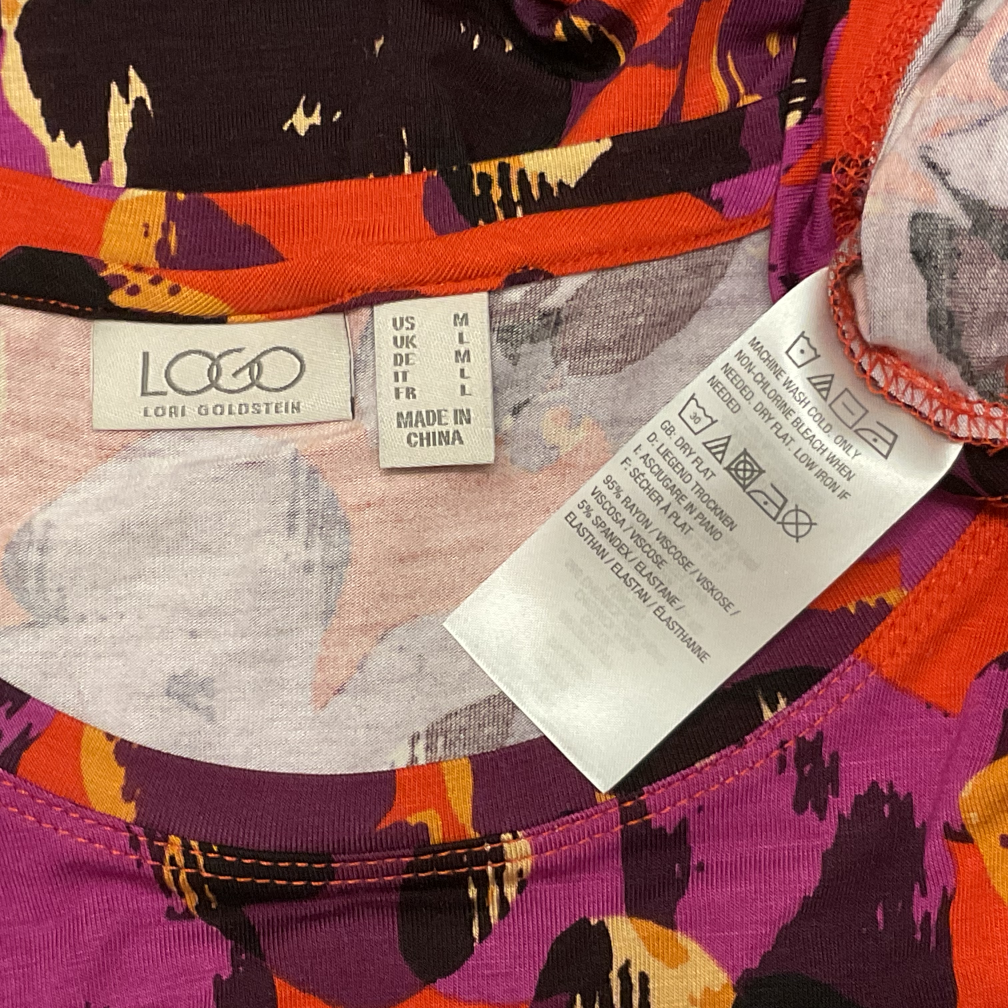 LOGO
LORI GOLDSTEIN
US M
UK L
DE M
IT L
FR L
MADE IN
CHINA
MACHINE WASH COLD. ONLY
NON-CHLORINE BLEACH WHEN
NEEDED. DRY FLAT. LOW IRON IF
NEEDED
30
GB: DRY FLAT
D: LIEGEND TROCKNEN
I: ASCIUGARE IN PIANO
F: SÉCHER À PLAT
95% RAYON / VISCOSE / VISKOSE /
VISCOSA / VISCOSE
5% SPANDEX / ELASTANE /
ELASTHAN / ELASTAN / ÉLASTHANNE